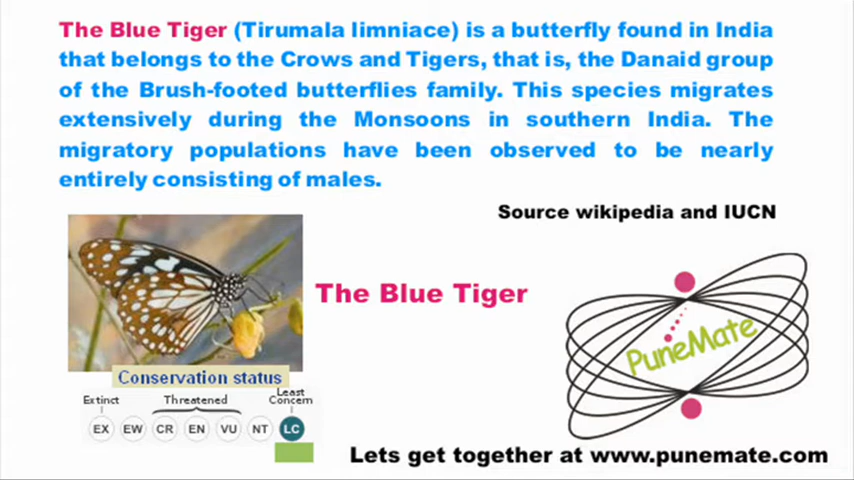 The Blue Tiger (Tirumala limniace) is a butterfly found in India
that belongs to the Crows and Tigers, that is, the Danaid group
of the Brush-footed butterflies family. This species migrates
extensively during the Monsoons in southern India. The
migratory populations have been observed to be nearly
entirely consisting of males.
Source wikipedia and IUCN
The Blue Tiger
PuneMate
Conservation status
Extinct Threatened Least
Concern
EX EW CR EN VU NT LC
Lets get together at www.punemate.com